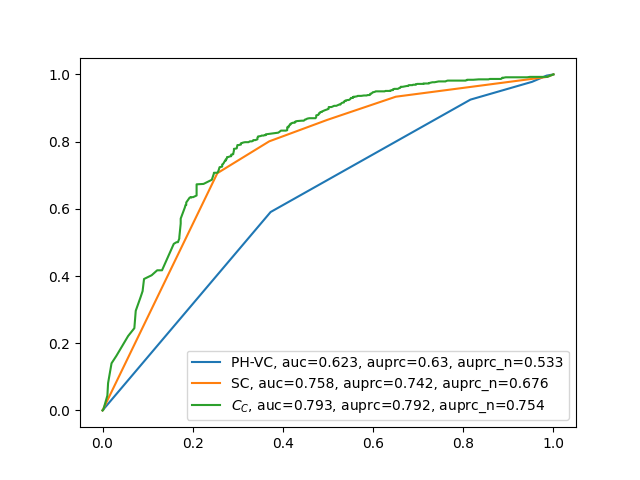 1.0
0.8
0.6
0.4
0.2
0.0
0.0 0.2 0.4 0.6 0.8 1.0
PH-VC, auc=0.623, auprc=0.63, auprc_n=0.533
SC, auc=0.758, auprc=0.742, auprc_n=0.676
C_C, auc=0.793, auprc=0.792, auprc_n=0.754